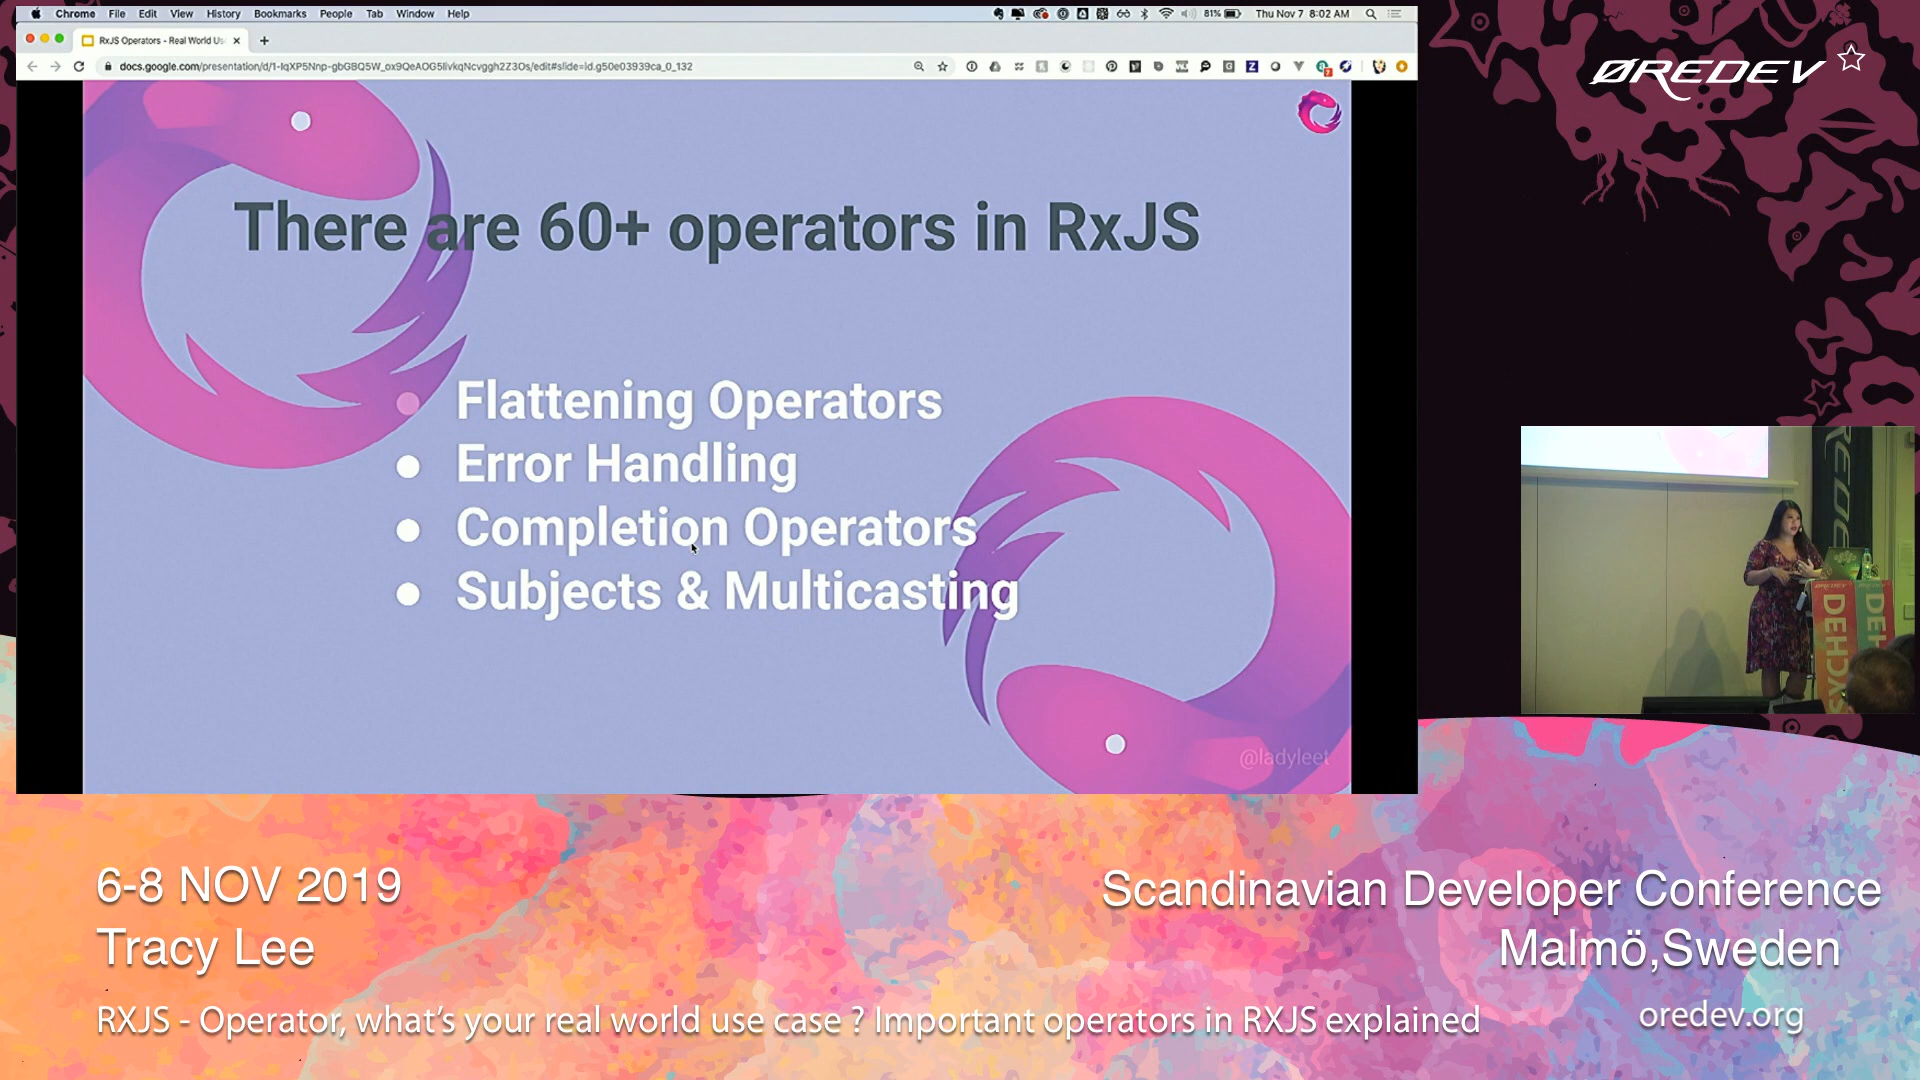 Chrome File Edit View History Bookmarks People Tab Window Help
81% Thu Nov 7 8:02 AM
RxJS Operators - Real World Us
docs.google.com/presentation/d/1-IqXP5Nnp-gbGBQ5W_ox9QeAOG5IivkqNcvggh2Z3Os/edit#slide=id.g50e03939ca_0_132
ØREDEV
There are 60+ operators in RxJS
Flattening Operators
Error Handling
Completion Operators
Subjects & Multicasting
@ladyleet
6-8 NOV 2019
Tracy Lee
RXJS - Operator, what's your real world use case ? Important operators in RXJS explained
Scandinavian Developer Conference
Malmö,Sweden
oredev.org